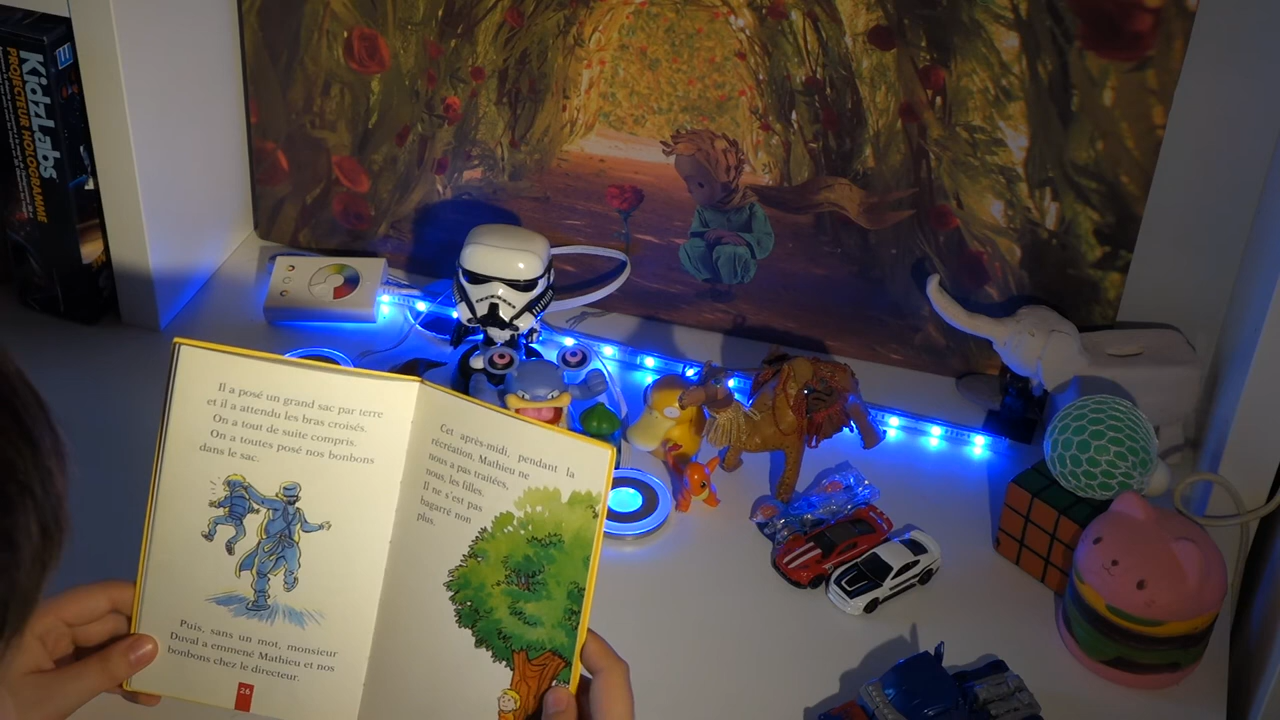 KidzLabs
PROJECTEUR HOLOGRAMME
Il a posé un grand sac par terre
et il a attendu les bras croisés.
On a tout de suite compris.
On a toutes posé nos bonbons
dans le sac.
Puis, sans un mot, monsieur
Duval a emmené Mathieu et nos
bonbons chez le directeur.
26
Cet après-midi, pendant la
récréation, Mathieu ne
nous a pas traitées,
nous, les filles.
Il ne s'est pas
bagarré non
plus.